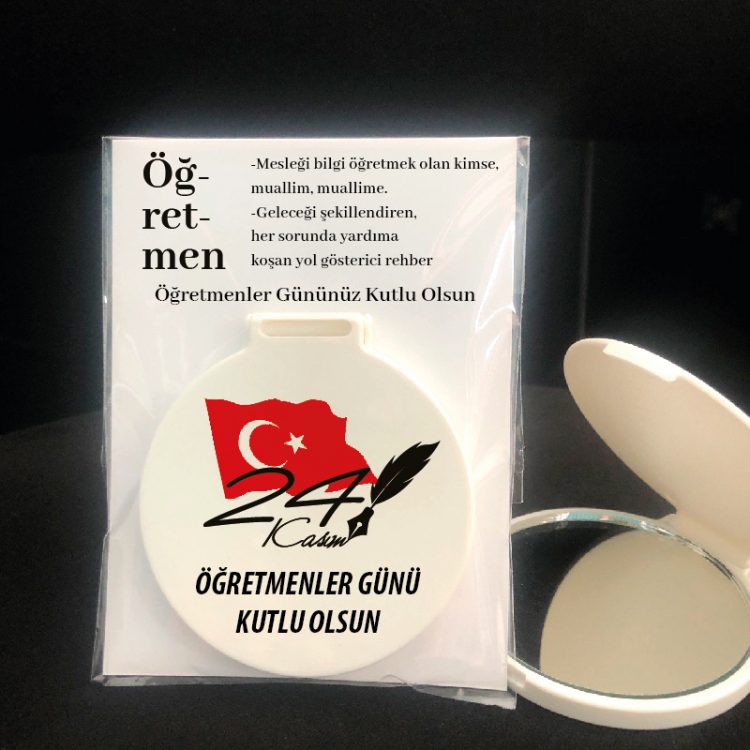 Öğ-
ret-
men
-Mesleği bilgi öğretmek olan kimse,
muallim, muallime.
-Geleceği şekillendiren,
her sorunda yardıma
koşan yol gösterici rehber
Öğretmenler Gününüz Kutlu Olsun
24
Kasım
ÖĞRETMENLER GÜNÜ
KUTLU OLSUN